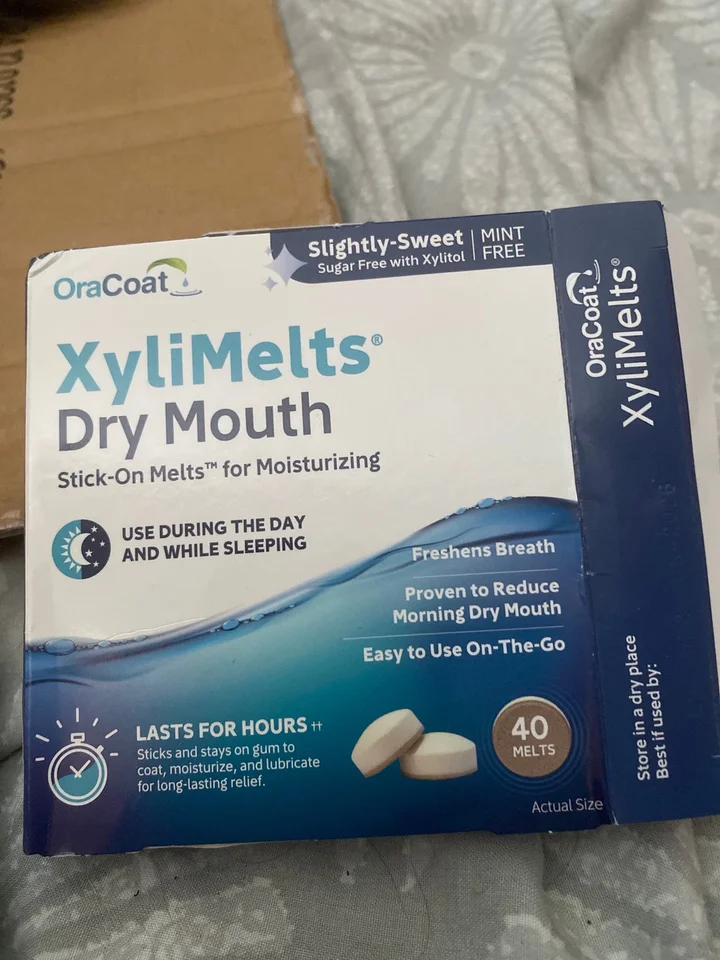 OraCoat
Slightly-Sweet
Sugar Free with Xylitol
MINT
FREE
XyliMelts®
Dry Mouth
Stick-On Melts™ for Moisturizing
USE DURING THE DAY
AND WHILE SLEEPING
Freshens Breath
Proven to Reduce
Morning Dry Mouth
Easy to Use On-The-Go
LASTS FOR HOURS ††
Sticks and stays on gum to
coat, moisturize, and lubricate
for long-lasting relief.
40
MELTS
Actual Size
OraCoat
XyliMelts®
Store in a dry place
Best if used by: